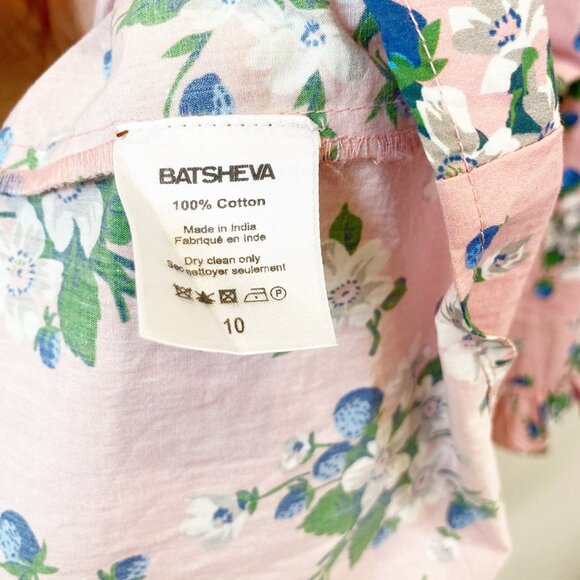 BATSHEVA
100% Cotton
Made in India
Fabriqué en Inde
Dry clean only
Sec nettoyer seulement
P
10